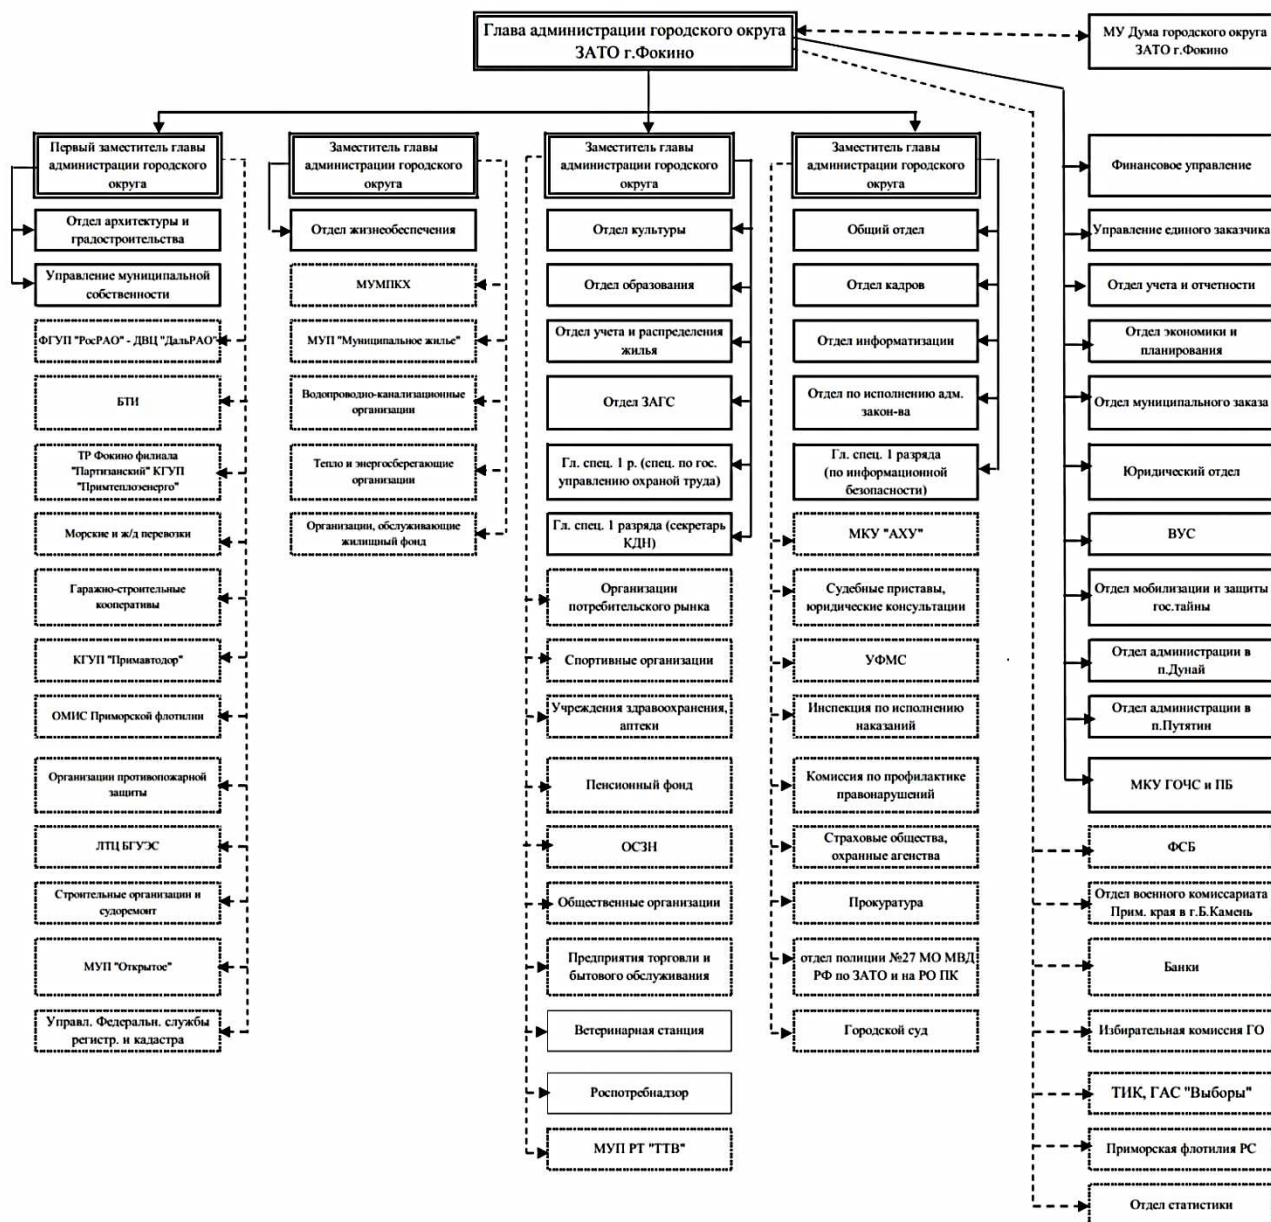 Глава администрации городского округа
ЗАТО г.Фокино
МУ Дума городского округа
ЗАТО г.Фокино
Первый заместитель главы
администрации городского
округа
Отдел архитектуры и
градостроительства
Управление муниципальной
собственности
ФГУП "РосРАО" - ДВЦ "ДальРАО"
БТИ
ТР Фокино филиала
"Партизанский" КГУП
"Примтеплоэнерго"
Морские и ж/д перевозки
Гаражно-строительные
кооперативы
КГУП "Примавтодор"
ОМИС Приморской флотилии
Организации противопожарной
защиты
ЛТЦ БГУЭС
Строительные организации и
судоремонт
МУП "Открытое"
Управл. Федеральн. службы
регистр. и кадастра
Заместитель главы
администрации городского
округа
Отдел жизнеобеспечения
МУМПКХ
МУП "Муниципальное жилье"
Водопроводно-канализационные
организации
Тепло и энергосберегающие
организации
Организации, обслуживающие
жилищный фонд
Заместитель главы
администрации городского
округа
Отдел культуры
Отдел образования
Отдел учета и распределения
жилья
Отдел ЗАГС
Гл. спец. 1 р. (спец. по гос.
управлению охраной труда)
Гл. спец. 1 разряда (секретарь
КДН)
Организации
потребительского рынка
Спортивные организации
Учреждения здравоохранения,
аптеки
Пенсионный фонд
ОСЗН
Общественные организации
Предприятия торговли и
бытового обслуживания
Ветеринарная станция
Роспотребнадзор
МУП РТ "ТТВ"
Заместитель главы
администрации городского
округа
Общий отдел
Отдел кадров
Отдел информатизации
Отдел по исполнению адм.
закон-ва
Гл. спец. 1 разряда
(по информационной
безопасности)
МКУ "АХУ"
Судебные приставы,
юридические консультации
УФМС
Инспекция по исполнению
наказаний
Комиссия по профилактике
правонарушений
Страховые общества,
охранные агенства
Прокуратура
отдел полиции №27 МО МВД
РФ по ЗАТО и на РО ПК
Городской суд
Финансовое управление
Управление единого заказчика
Отдел учета и отчетности
Отдел экономики и
планирования
Отдел муниципального заказа
Юридический отдел
ВУС
Отдел мобилизации и защиты
гос.тайны
Отдел администрации в
п.Дунай
Отдел администрации в
п.Путятин
МКУ ГОЧС и ПБ
ФСБ
Отдел военного комиссариата
Прим. края в г.Б.Камень
Банки
Избирательная комиссия ГО
ТИК, ГАС "Выборы"
Приморская флотилия РС
Отдел статистики